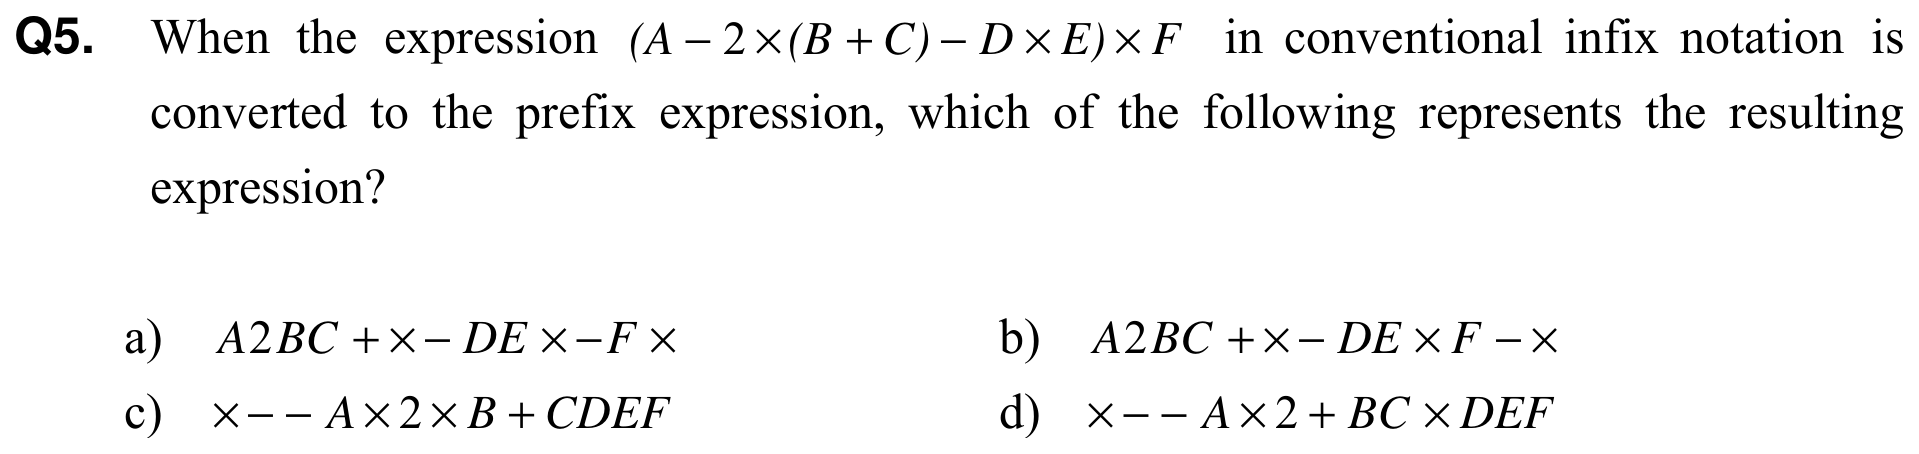 Q5. When the expression (A − 2 × (B + C) − D × E) × F in conventional infix notation is
converted to the prefix expression, which of the following represents the resulting
expression?
a) A2BC + × − DE × − F × b) A2BC + × − DE × F − ×
c) × − − A × 2 × B + CDEF d) × − − A × 2 + BC × DEF